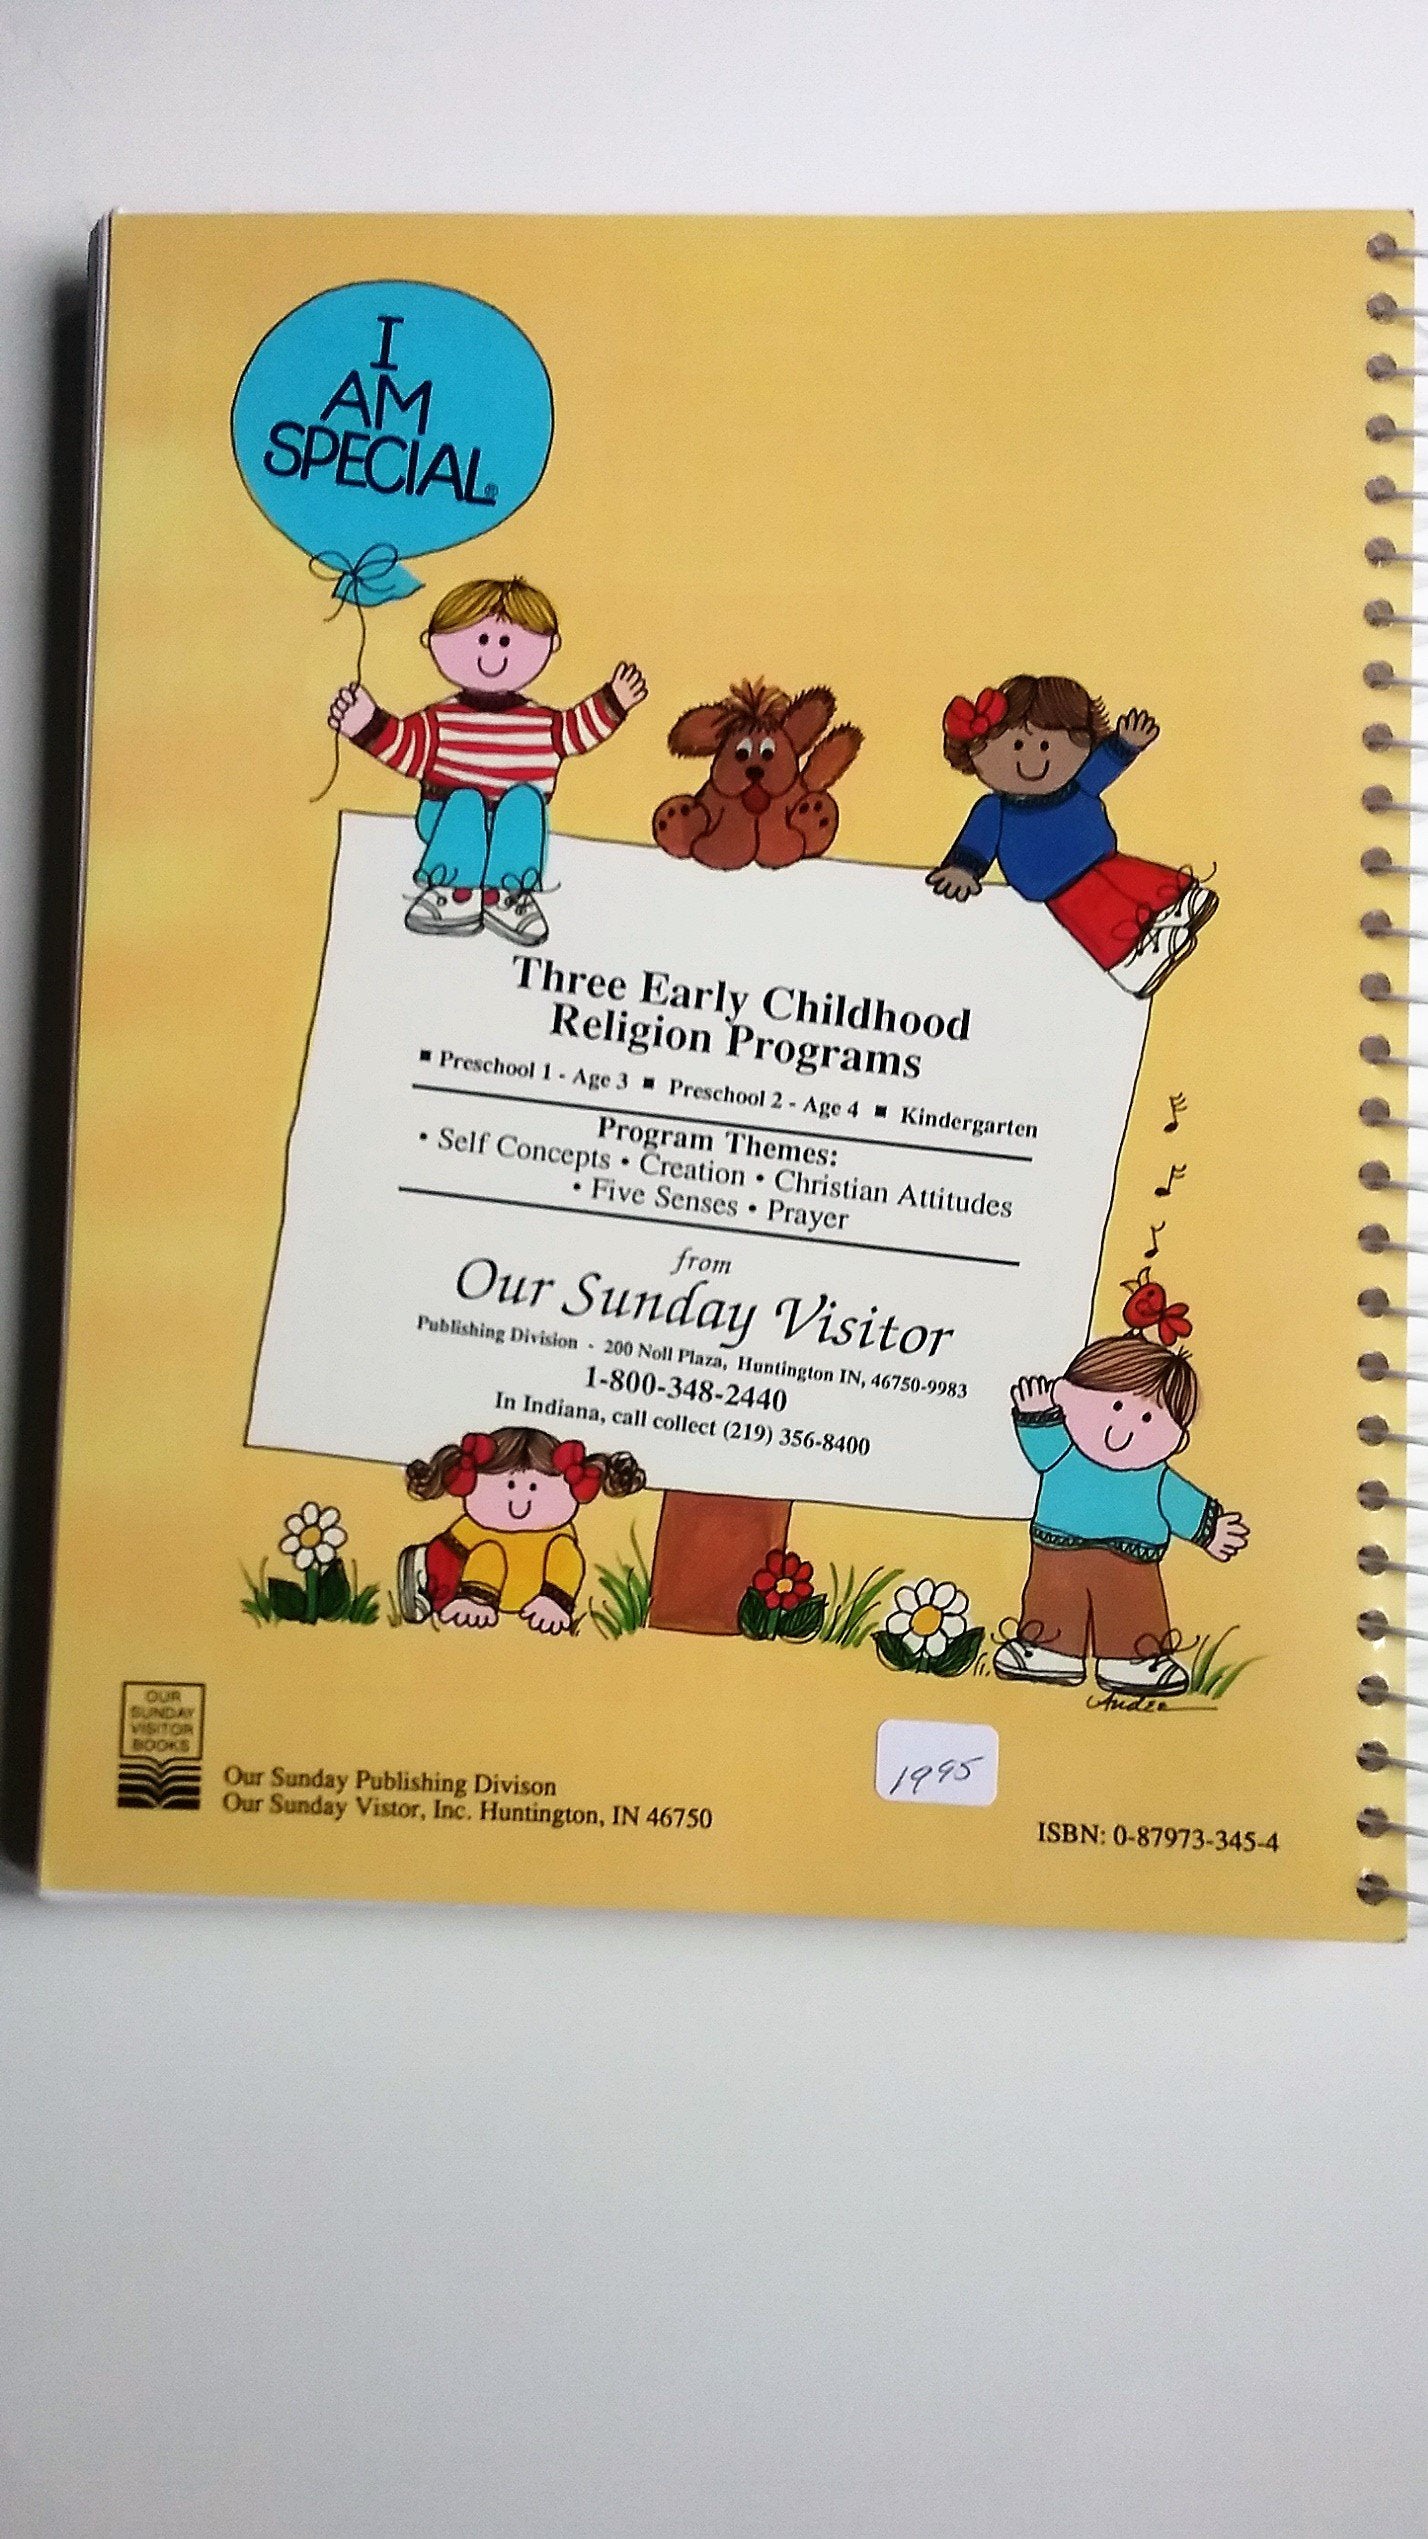 I
AM
SPECIAL®
Three Early Childhood
Religion Programs
▪ Preschool 1 - Age 3 ▪ Preschool 2 - Age 4 ▪ Kindergarten
Program Themes:
• Self Concepts • Creation • Christian Attitudes
• Five Senses • Prayer
from
Our Sunday Visitor
Publishing Division - 200 Noll Plaza, Huntington IN, 46750-9983
1-800-348-2440
In Indiana, call collect (219) 356-8400
OUR
SUNDAY
VISITOR
BOOKS
Our Sunday Publishing Divison
Our Sunday Vistor, Inc. Huntington, IN 46750
1995
ISBN: 0-87973-345-4